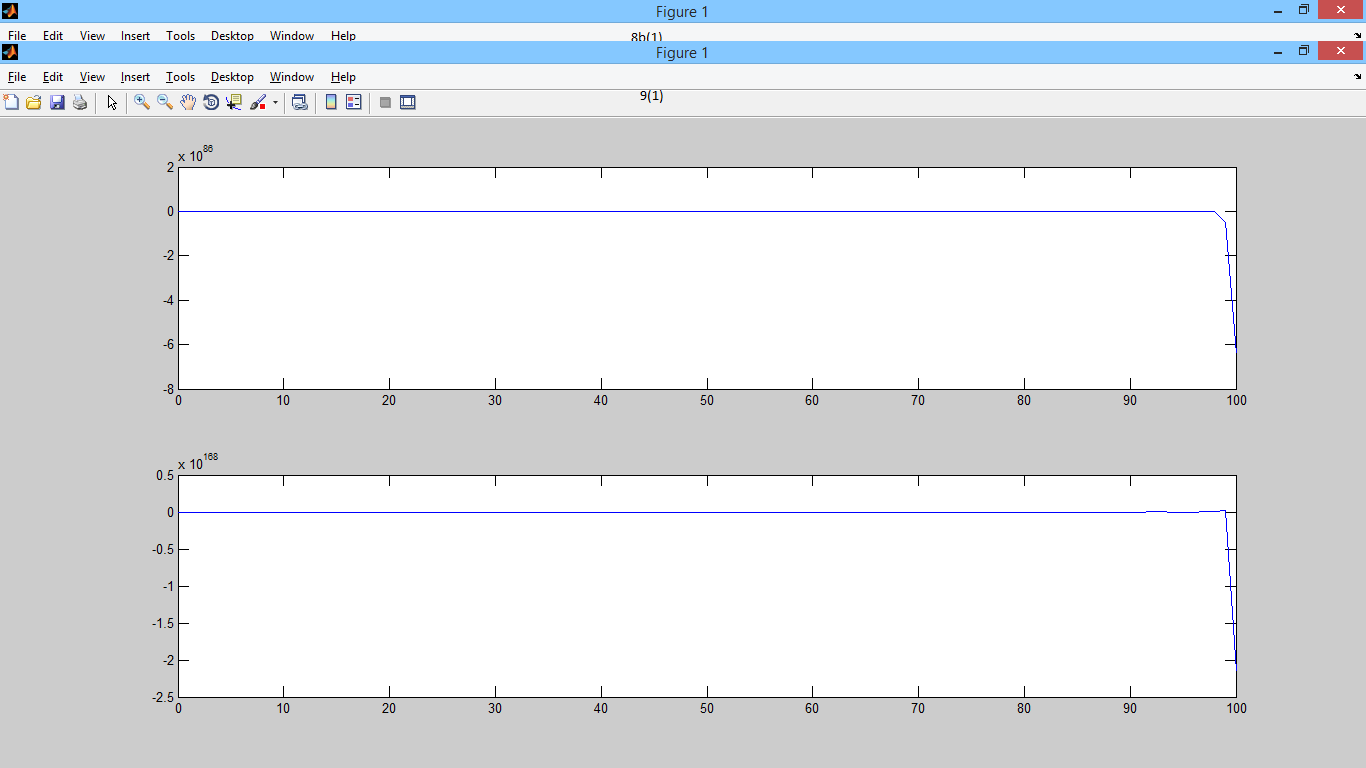 Figure 1
File Edit View Insert Tools Desktop Window Help
8b(1)
Figure 1
File Edit View Insert Tools Desktop Window Help
9(1)
x 10^86
2
0
-2
-4
-6
-8
0 10 20 30 40 50 60 70 80 90 100
x 10^168
0.5
0
-0.5
-1
-1.5
-2
-2.5
0 10 20 30 40 50 60 70 80 90 100